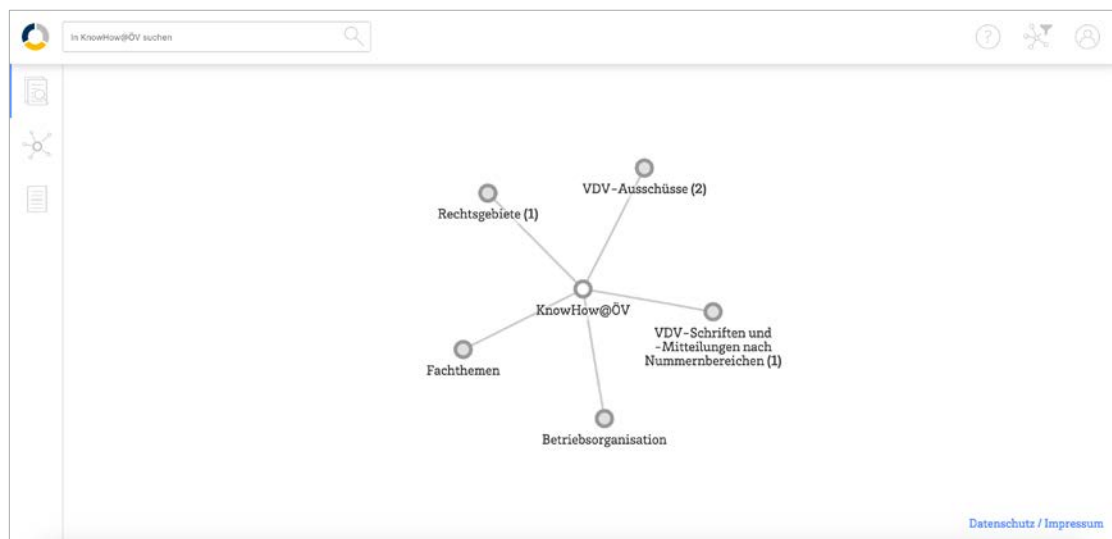 In KnowHow@ÖV suchen
?
VDV-Ausschüsse (2)
Rechtsgebiete (1)
KnowHow@ÖV
VDV-Schriften und
-Mitteilungen nach
Nummernbereichen (1)
Fachthemen
Betriebsorganisation
Datenschutz / Impressum